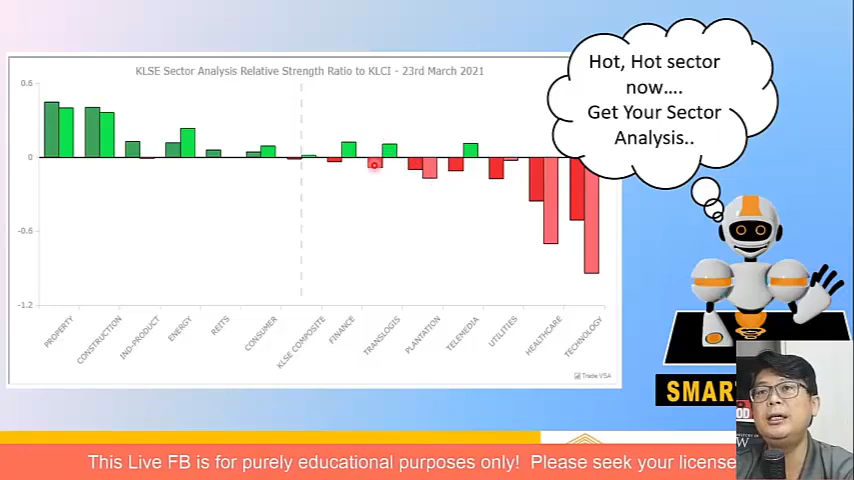 KLSE Sector Analysis Relative Strength Ratio to KLCI - 23rd March 2021
0.6
0
-0.6
-1.2
PROPERTY
CONSTRUCTION
IND-PRODUCT
ENERGY
REITS
CONSUMER
KLSE COMPOSITE
FINANCE
TRANSLOGIS
PLANTATION
TELEMEDIA
UTILITIES
HEALTHCARE
TECHNOLOGY
Trade VSA
Hot, Hot sector
now....
Get Your Sector
Analysis..
SMAR
This Live FB is for purely educational purposes only! Please seek your license